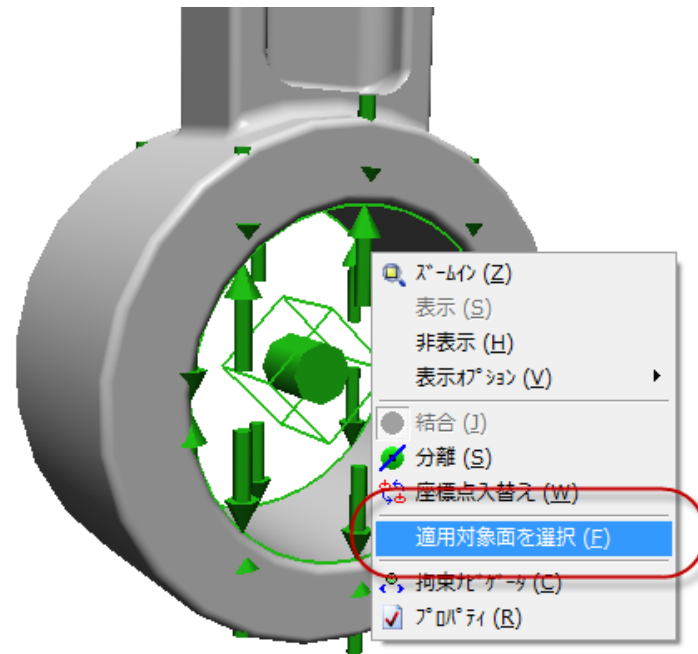 ｽﾞｰﾑｲﾝ (Z)
表示 (S)
非表示 (H)
表示ｵﾌﾟｼｮﾝ (V)
結合 (J)
分離 (S)
座標点入替え (W)
適用対象面を選択 (F)
拘束ﾅﾋﾞｹﾞｰﾀ (C)
ﾌﾟﾛﾊﾟﾃｨ (R)